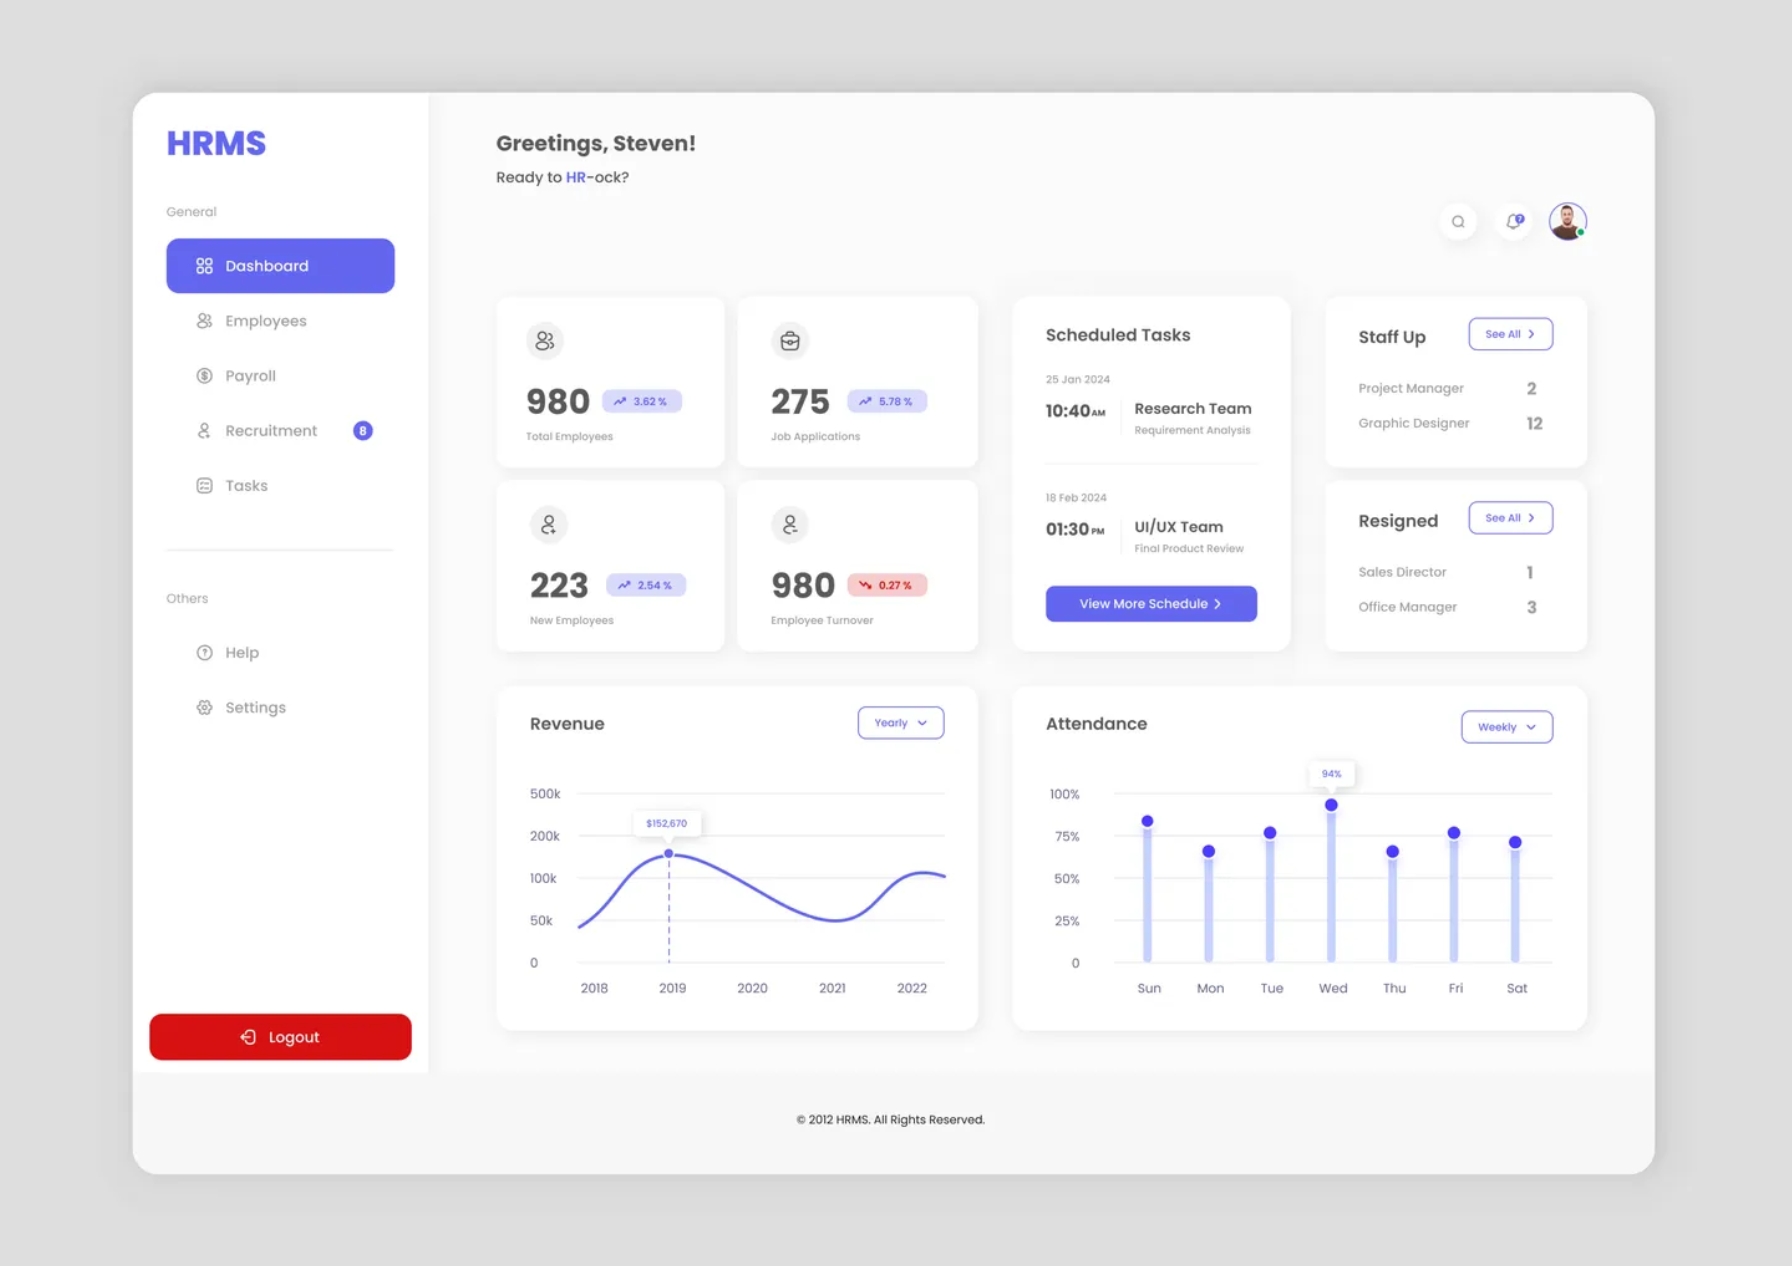 HRMS
General
Dashboard
Employees
Payroll
Recruitment 8
Tasks
Others
Help
Settings
Logout
Greetings, Steven!
Ready to HR-ock?
7
980 3.62 %
Total Employees
275 5.78 %
Job Applications
223 2.54 %
New Employees
980 0.27 %
Employee Turnover
Scheduled Tasks
25 Jan 2024
10:40 AM Research Team
Requirement Analysis
18 Feb 2024
01:30 PM UI/UX Team
Final Product Review
View More Schedule
Staff Up See All
Project Manager 2
Graphic Designer 12
Resigned See All
Sales Director 1
Office Manager 3
Revenue Yearly
500k
200k
100k
50k
0
$152,670
2018 2019 2020 2021 2022
Attendance Weekly
94%
100%
75%
50%
25%
0
Sun Mon Tue Wed Thu Fri Sat
© 2012 HRMS. All Rights Reserved.